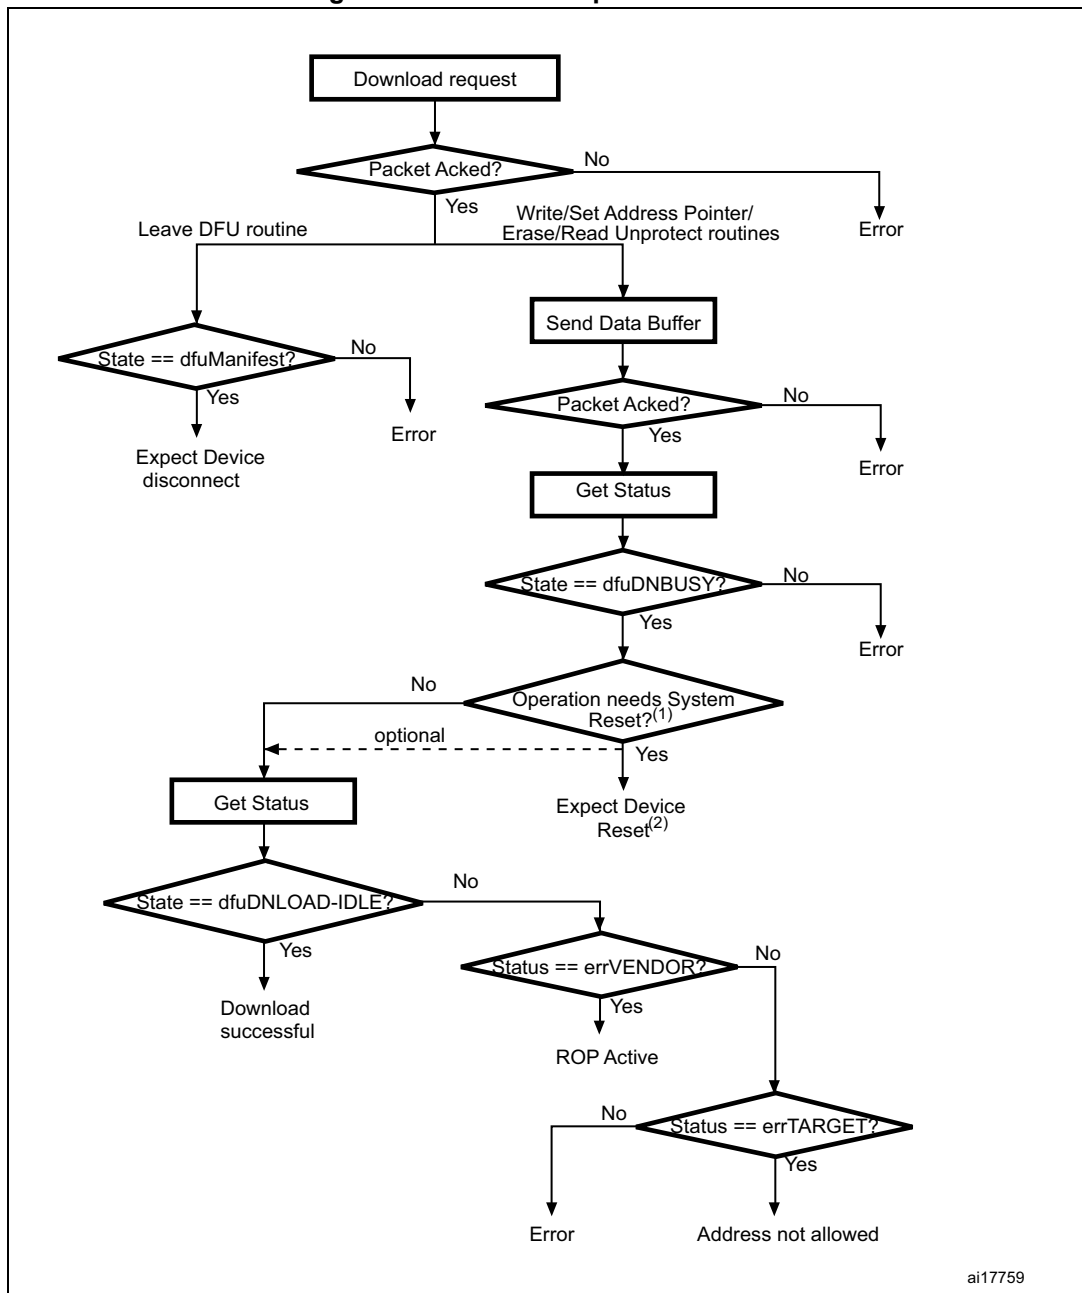 Download request
Packet Acked?
No
Yes
Error
Leave DFU routine
Write/Set Address Pointer/
Erase/Read Unprotect routines
Send Data Buffer
State == dfuManifest?
No
Yes
Error
Expect Device
disconnect
Packet Acked?
No
Yes
Error
Get Status
State == dfuDNBUSY?
No
Yes
Error
Operation needs System
Reset?(1)
No
Yes
optional
Expect Device
Reset(2)
Get Status
State == dfuDNLOAD-IDLE?
No
Yes
Download
successful
Status == errVENDOR?
No
Yes
ROP Active
Status == errTARGET?
No
Yes
Error
Address not allowed
ai17759